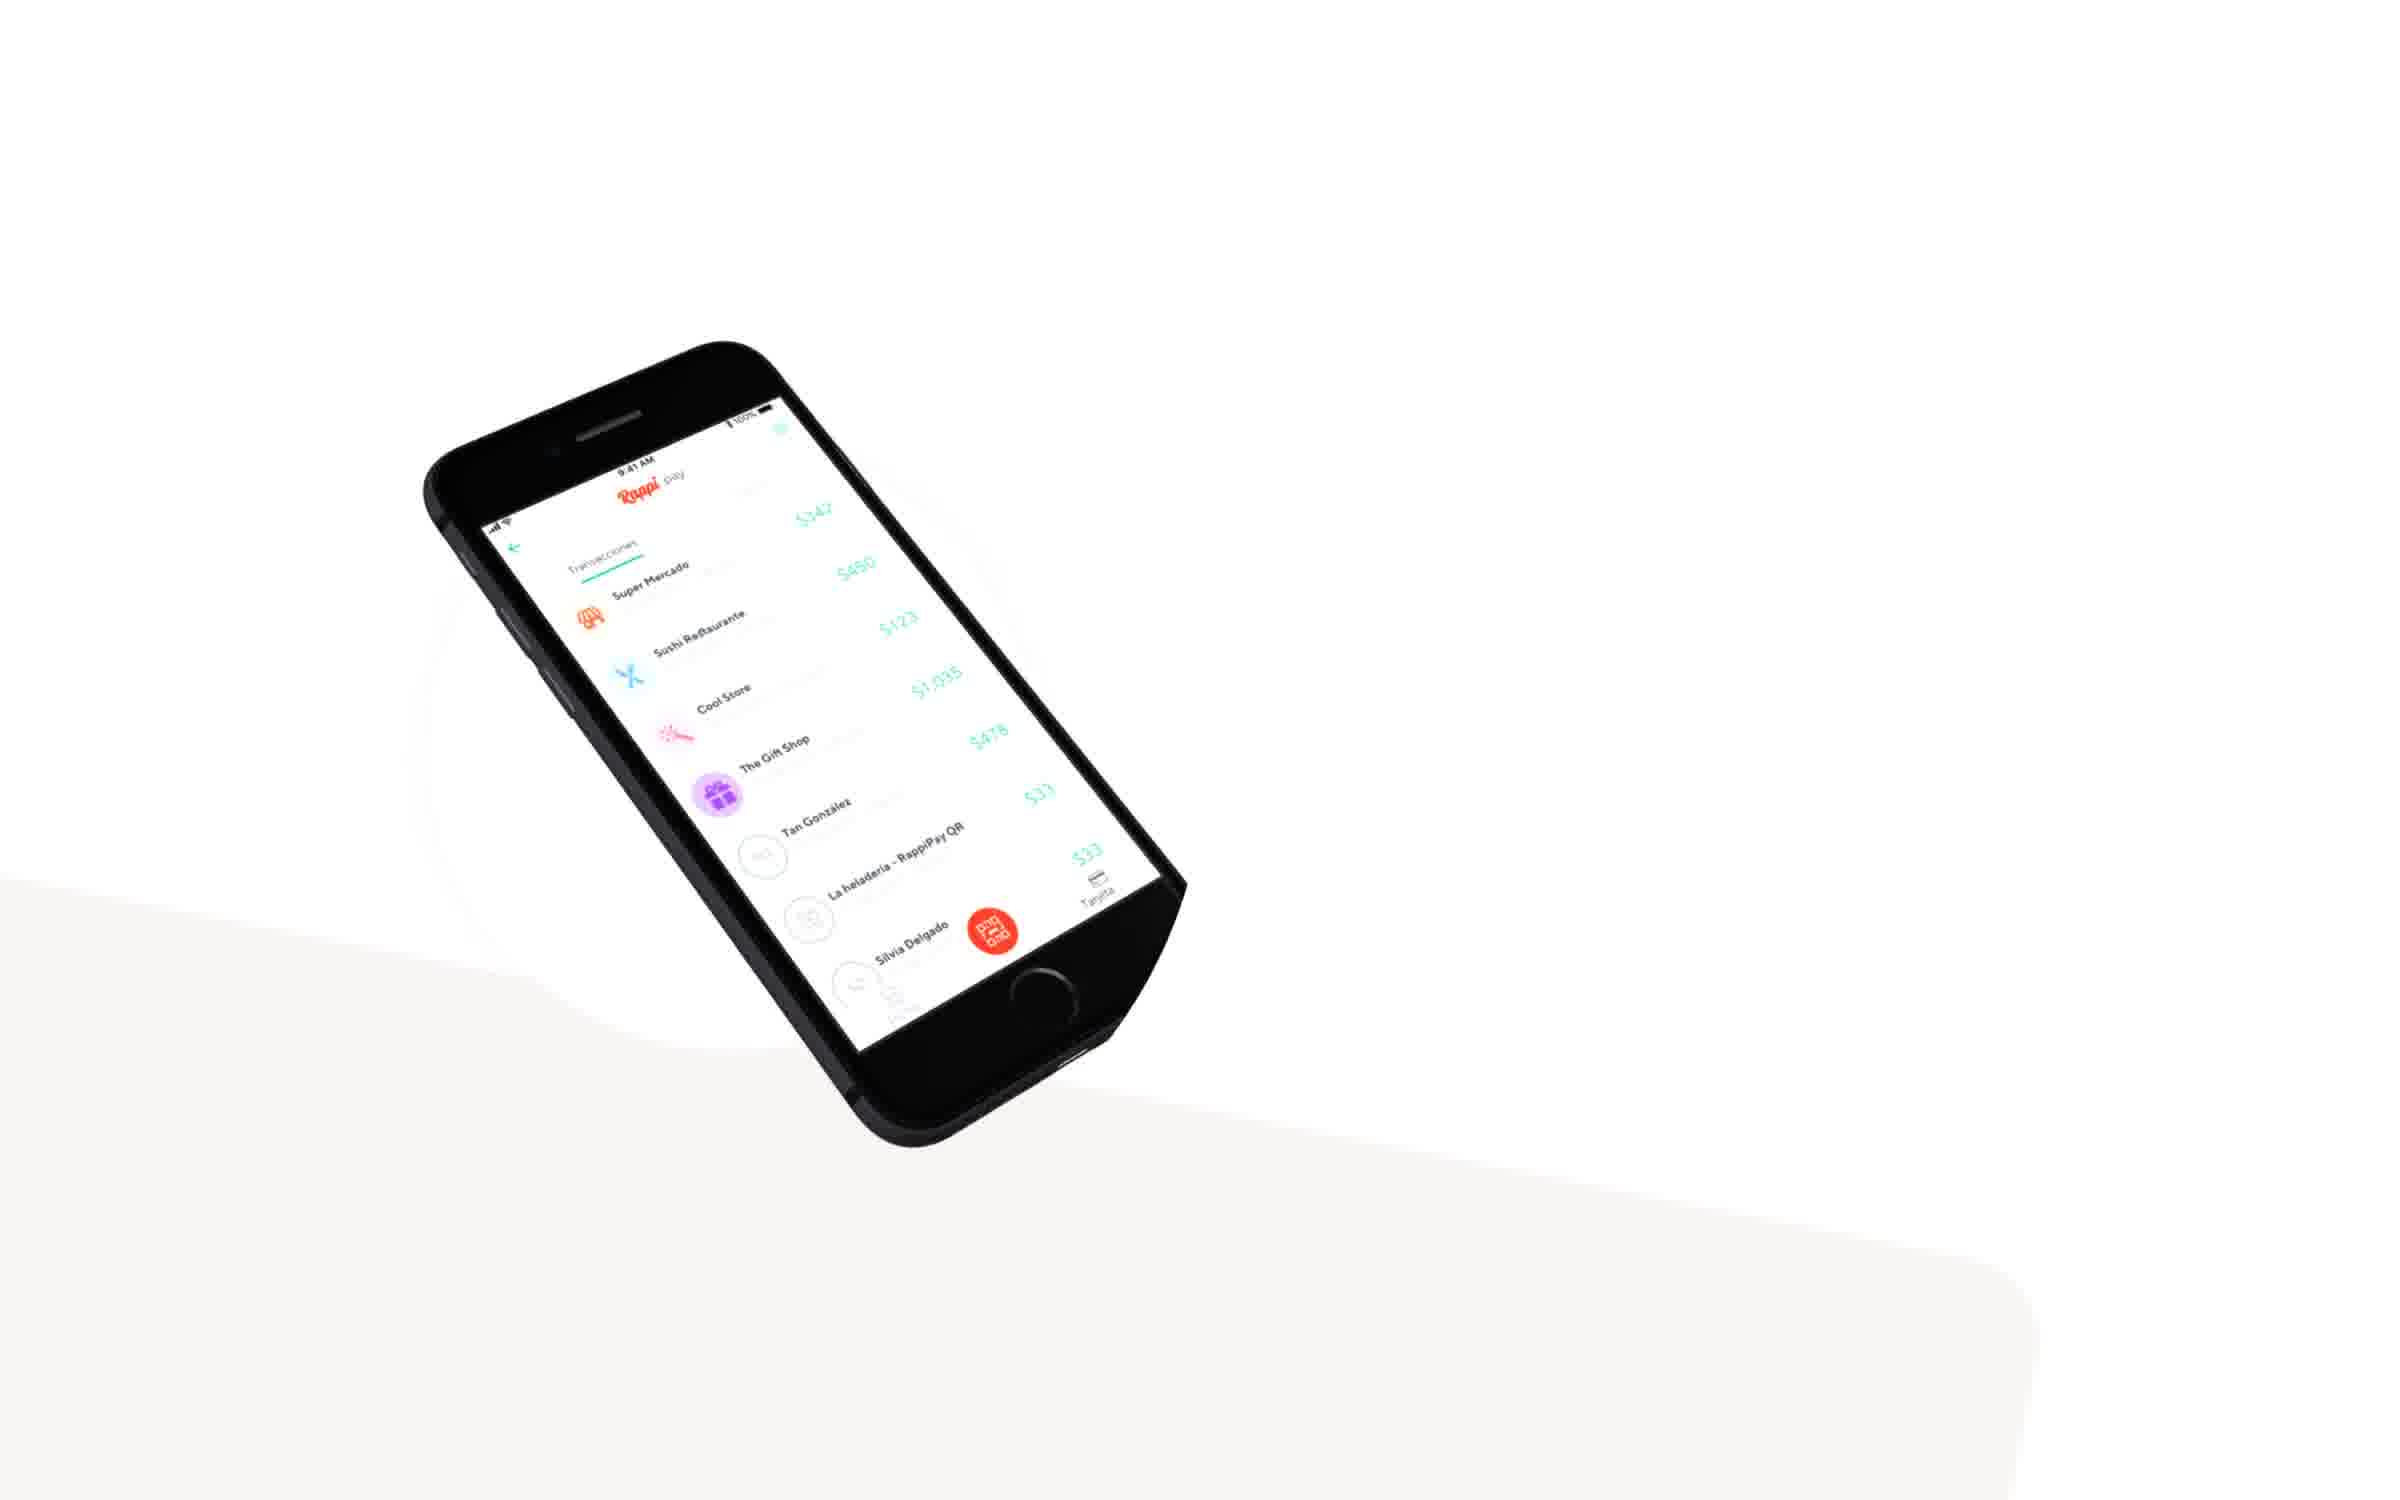 100%
9:41 AM
Rappi pay
Transacciones
Super Mercado
$342
Sushi Restaurante
$450
Cool Store
$123
The Gift Shop
$1,035
Tan González
$478
La heladería - RappiPay QR
$33
Silvia Delgado
$33
Tarjeta